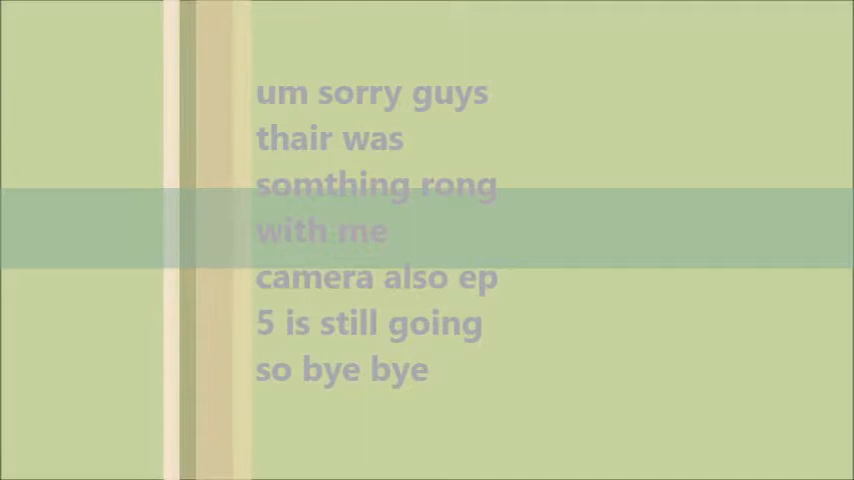 um sorry guys
thair was
somthing rong
with me
camera also ep
5 is still going
so bye bye